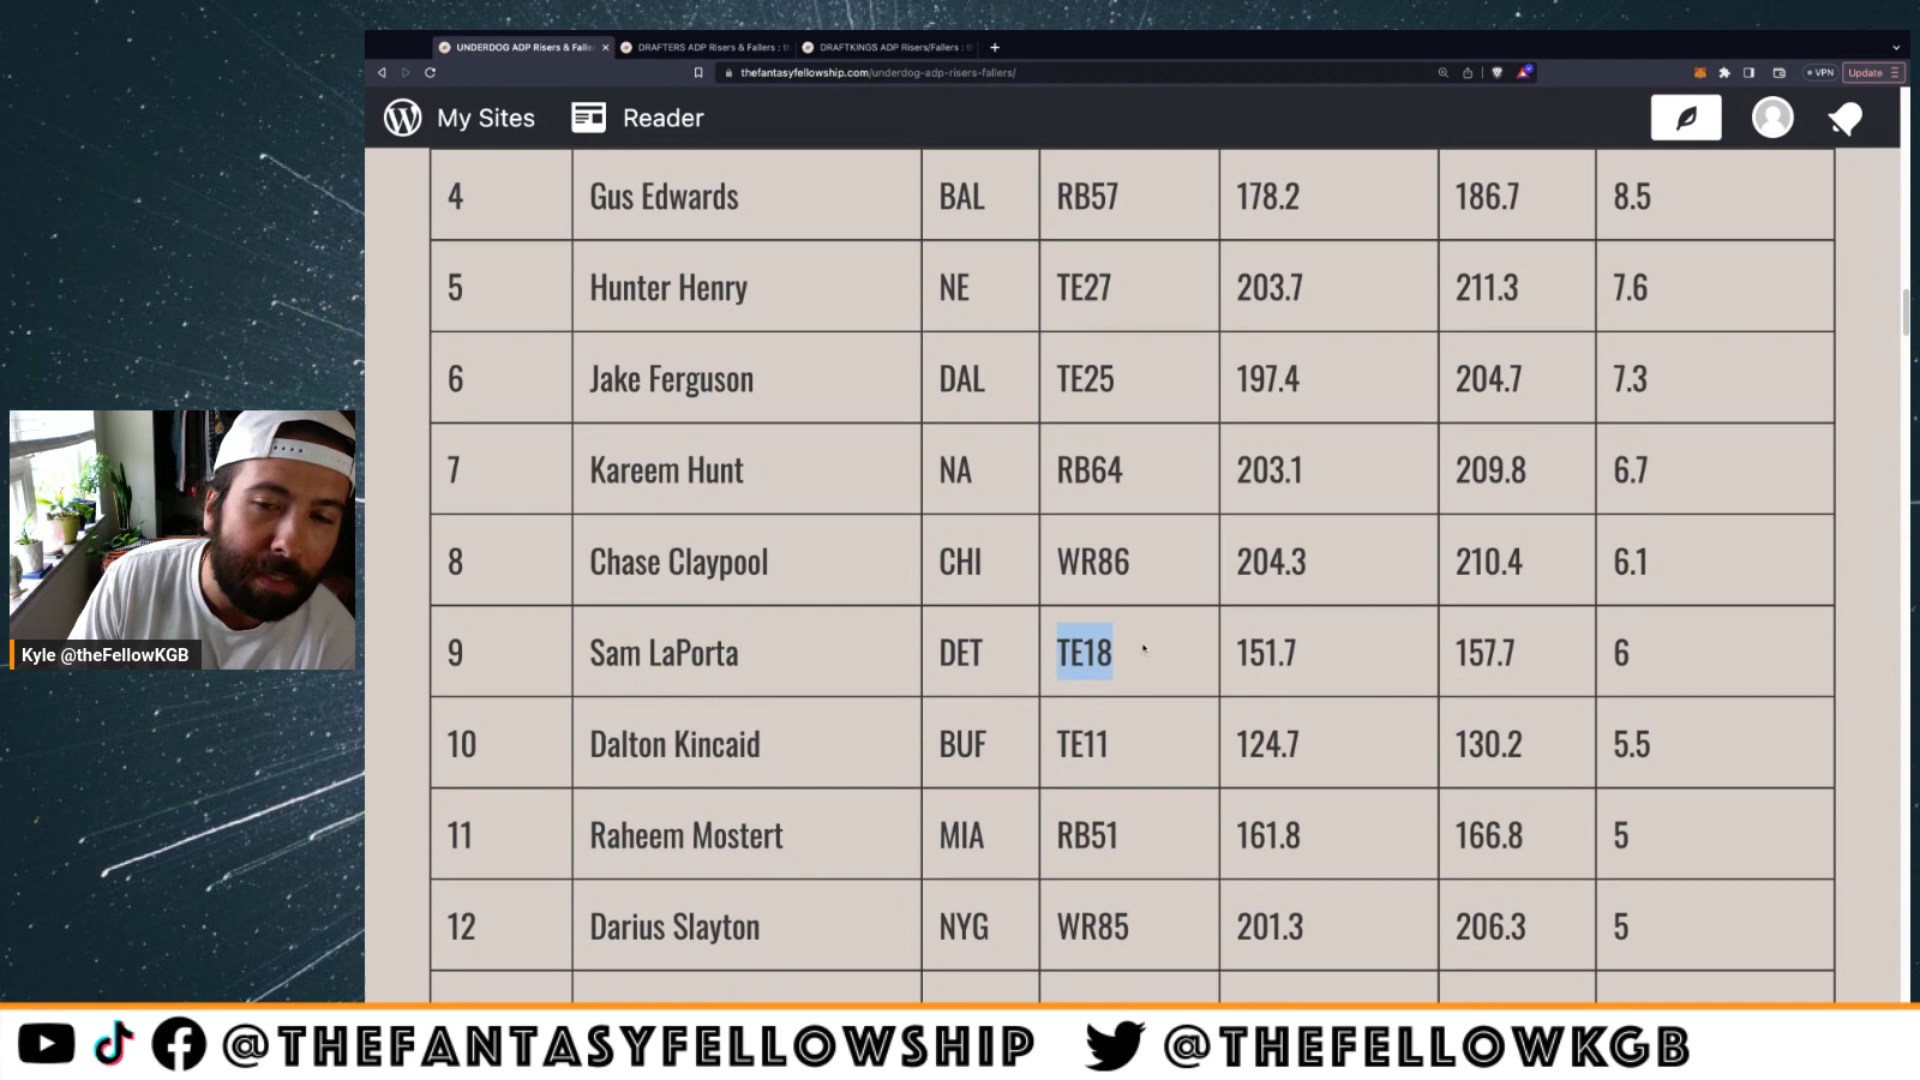 UNDERDOG ADP Risers & Falle
DRAFTERS ADP Risers & Fallers : t
DRAFTKINGS ADP Risers/Fallers : t
thefantasyfellowship.com/underdog-adp-risers-fallers/
VPN
Update
My Sites
Reader
4 Gus Edwards BAL RB57 178.2 186.7 8.5
5 Hunter Henry NE TE27 203.7 211.3 7.6
6 Jake Ferguson DAL TE25 197.4 204.7 7.3
7 Kareem Hunt NA RB64 203.1 209.8 6.7
8 Chase Claypool CHI WR86 204.3 210.4 6.1
9 Sam LaPorta DET TE18 151.7 157.7 6
10 Dalton Kincaid BUF TE11 124.7 130.2 5.5
11 Raheem Mostert MIA RB51 161.8 166.8 5
12 Darius Slayton NYG WR85 201.3 206.3 5
Kyle @theFellowKGB
@THEFANTASYFELLOWSHIP @THEFELLOWKGB